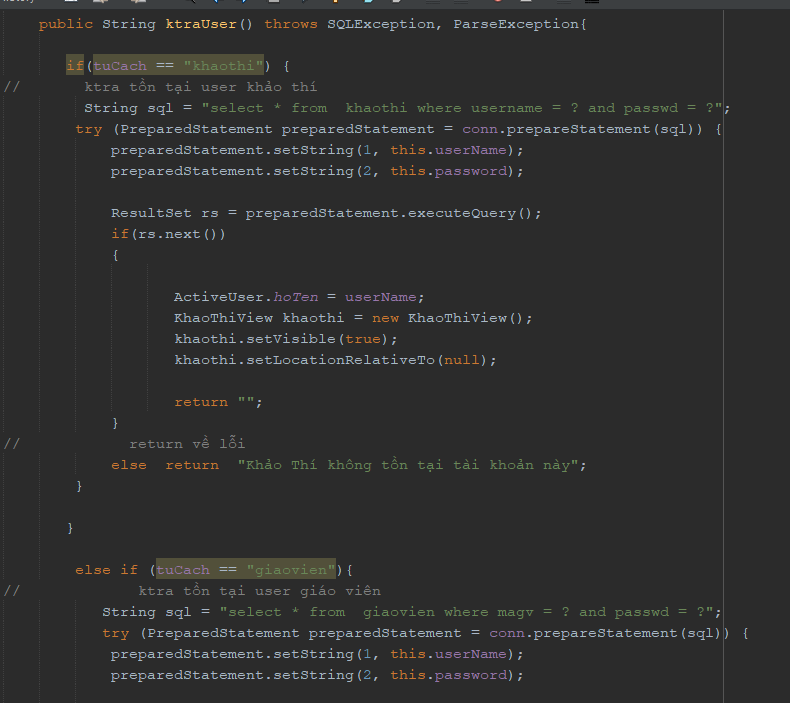 public String ktraUser() throws SQLException, ParseException{
if(tuCach == "khaothi") {
// ktra tồn tại user khảo thí
String sql = "select * from  khaothi where username = ? and passwd = ?";
try (PreparedStatement preparedStatement = conn.prepareStatement(sql)) {
preparedStatement.setString(1, this.userName);
preparedStatement.setString(2, this.password);
ResultSet rs = preparedStatement.executeQuery();
if(rs.next())
{
ActiveUser.hoTen = userName;
KhaoThiView khaothi = new KhaoThiView();
khaothi.setVisible(true);
khaothi.setLocationRelativeTo(null);
return "";
}
// return về lỗi
else  return  "Khảo Thí không tồn tại tài khoản này";
}
}
else if (tuCach == "giaovien"){
// ktra tồn tại user giáo viên
String sql = "select * from  giaovien where magv = ? and passwd = ?";
try (PreparedStatement preparedStatement = conn.prepareStatement(sql)) {
preparedStatement.setString(1, this.userName);
preparedStatement.setString(2, this.password);